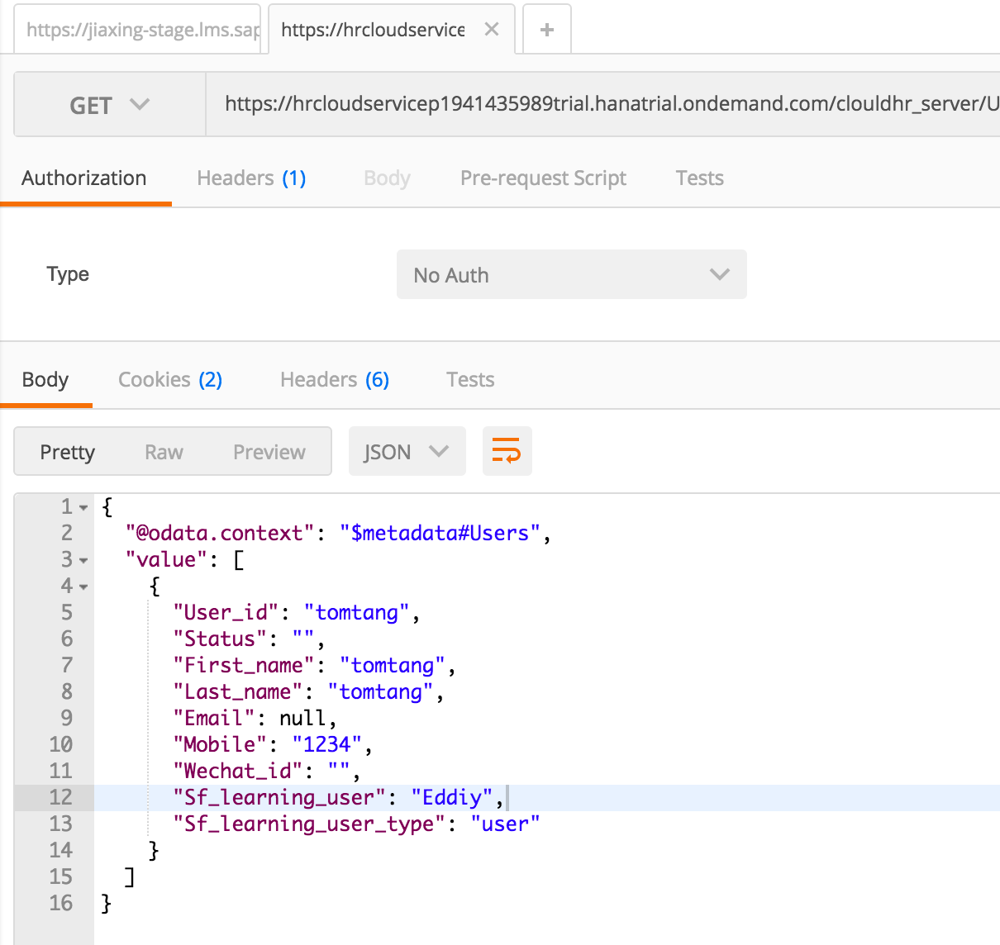 https://jiaxing-stage.lms.sap https://hrcloudservice
GET https://hrcloudservicep1941435989trial.hanatrial.ondemand.com/clouldhr_server/U
Authorization Headers (1) Body Pre-request Script Tests
Type No Auth
Body Cookies (2) Headers (6) Tests
Pretty Raw Preview JSON
1 {
2 "@odata.context": "$metadata#Users",
3 "value": [
4 {
5 "User_id": "tomtang",
6 "Status": "",
7 "First_name": "tomtang",
8 "Last_name": "tomtang",
9 "Email": null,
10 "Mobile": "1234",
11 "Wechat_id": "",
12 "Sf_learning_user": "Eddiy",
13 "Sf_learning_user_type": "user"
14 }
15 ]
16 }